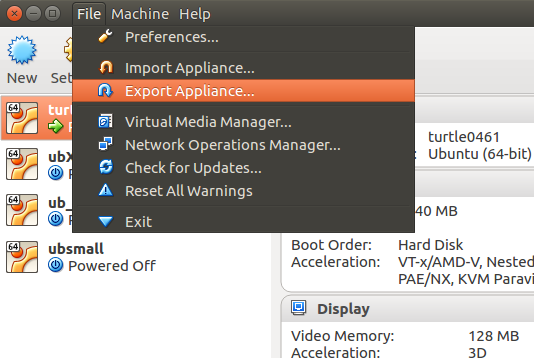 File Machine Help
Preferences...
Import Appliance...
Export Appliance...
Virtual Media Manager...
Network Operations Manager...
Check for Updates...
Reset All Warnings
Exit
New
64
64
64
64
ubsmall
Powered Off
turtle0461
Ubuntu (64-bit)
40 MB
Boot Order: Hard Disk
Acceleration: VT-x/AMD-V, Nested
PAE/NX, KVM Paravi
Display
Video Memory: 128 MB
Acceleration: 3D